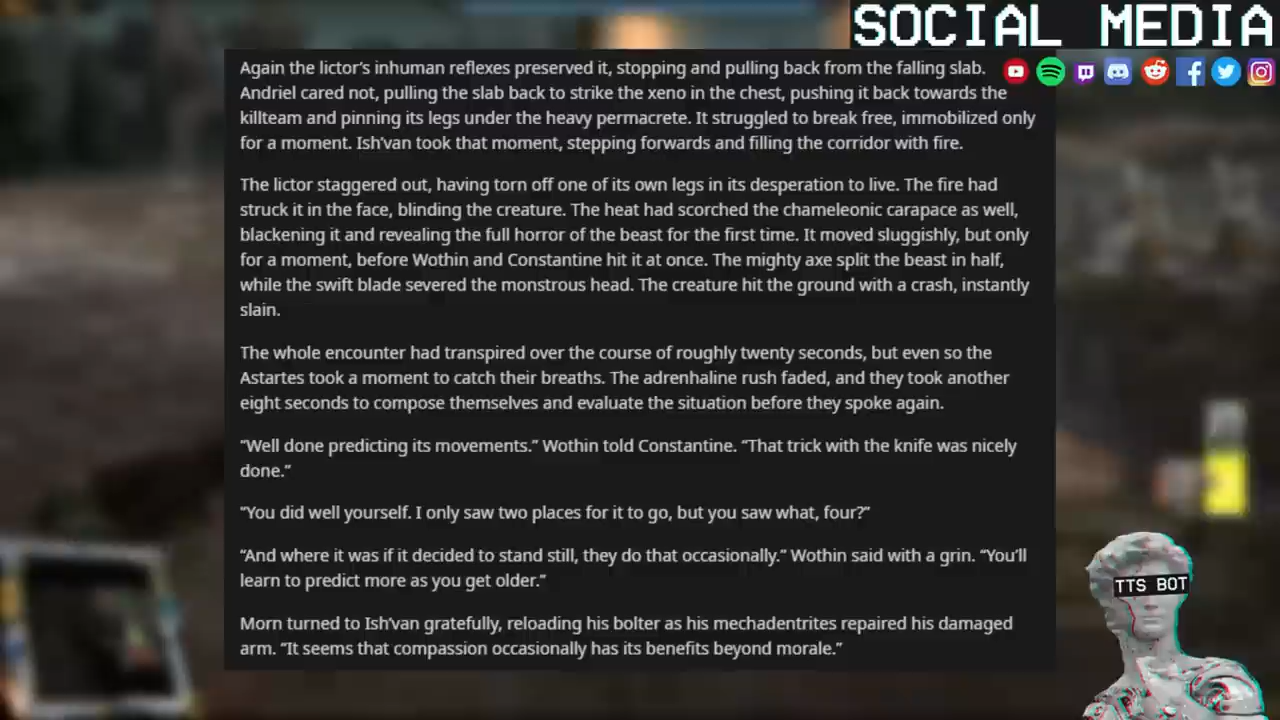 SOCIAL MEDIA
Again the lictor's inhuman reflexes preserved it, stopping and pulling back from the falling slab.
Andriel cared not, pulling the slab back to strike the xeno in the chest, pushing it back towards the
killteam and pinning its legs under the heavy permacrete. It struggled to break free, immobilized only
for a moment. Ish'van took that moment, stepping forwards and filling the corridor with fire.
The lictor staggered out, having torn off one of its own legs in its desperation to live. The fire had
struck it in the face, blinding the creature. The heat had scorched the chameleonic carapace as well,
blackening it and revealing the full horror of the beast for the first time. It moved sluggishly, but only
for a moment, before Wothin and Constantine hit it at once. The mighty axe split the beast in half,
while the swift blade severed the monstrous head. The creature hit the ground with a crash, instantly
slain.
The whole encounter had transpired over the course of roughly twenty seconds, but even so the
Astartes took a moment to catch their breaths. The adrenhaline rush faded, and they took another
eight seconds to compose themselves and evaluate the situation before they spoke again.
“Well done predicting its movements.” Wothin told Constantine. “That trick with the knife was nicely
done.”
“You did well yourself. I only saw two places for it to go, but you saw what, four?”
“And where it was if it decided to stand still, they do that occasionally.” Wothin said with a grin. “You'll
learn to predict more as you get older.”
Morn turned to Ish'van gratefully, reloading his bolter as his mechadentrites repaired his damaged
arm. “It seems that compassion occasionally has its benefits beyond morale.”
TTS BOT